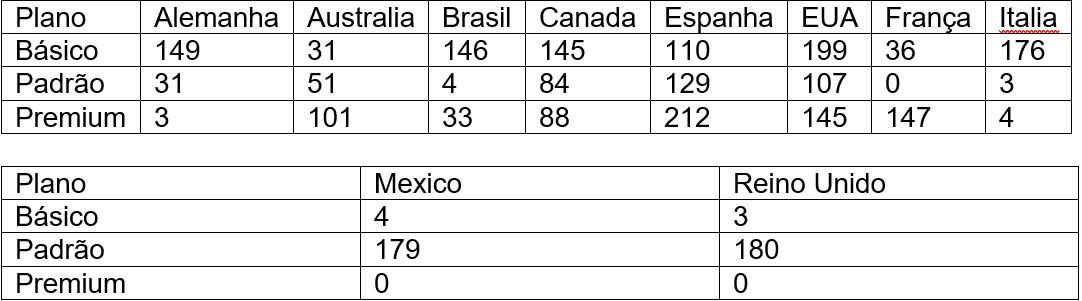 Plano Alemanha Australia Brasil Canada Espanha EUA França Italia
Básico 149 31 146 145 110 199 36 176
Padrão 31 51 4 84 129 107 0 3
Premium 3 101 33 88 212 145 147 4
Plano Mexico Reino Unido
Básico 4 3
Padrão 179 180
Premium 0 0